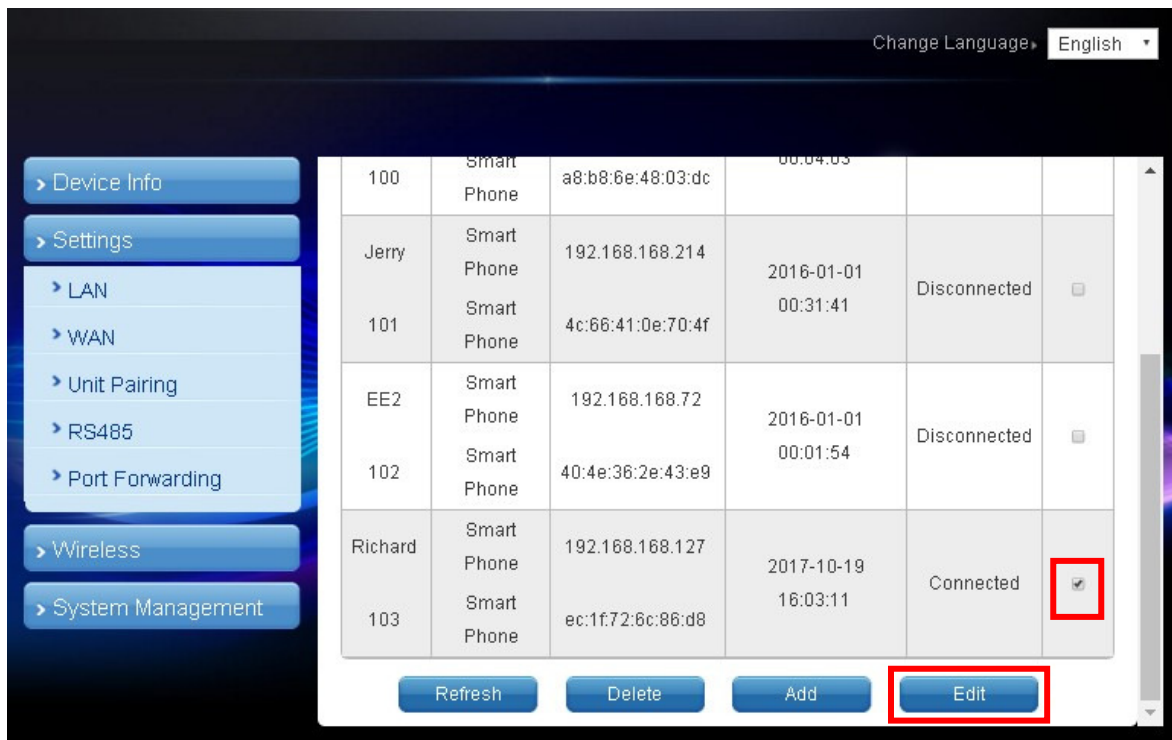 Change Language English
Device Info
Settings
LAN
WAN
Unit Pairing
RS485
Port Forwarding
Wireless
System Management
Smart 00:04:03
100 a8:b8:6e:48:03:dc
Phone
Jerry Smart Phone 192.168.168.214
2016-01-01 00:31:41 Disconnected
101 Smart Phone 4c:66:41:0e:70:4f
EE2 Smart Phone 192.168.168.72
2016-01-01 00:01:54 Disconnected
102 Smart Phone 40:4e:36:2e:43:e9
Richard Smart Phone 192.168.168.127
2017-10-19 16:03:11 Connected
103 Smart Phone ec:1f:72:6c:86:d8
Refresh Delete Add Edit